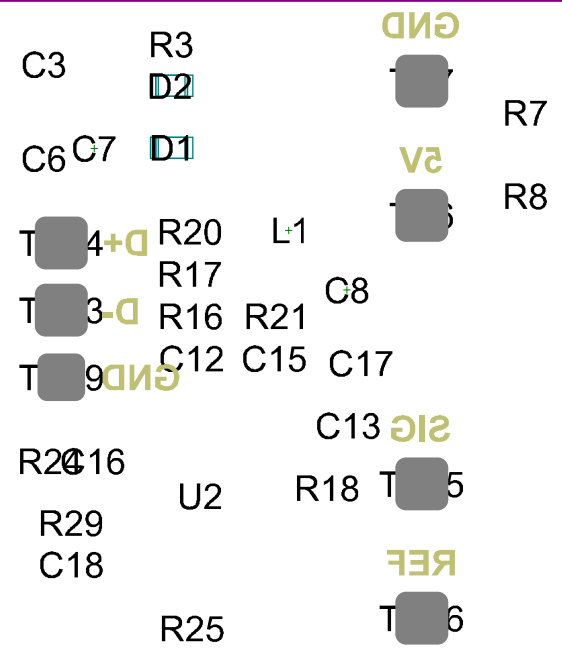 GND
R3
C3
D2
R7
C6
C7
D1
5V
R8
D+
R20
L1
R17
C8
D-
R16
R21
C12
C15
C17
GND
C13
SIG
R24
C16
R18
U2
R29
C18
REF
R25